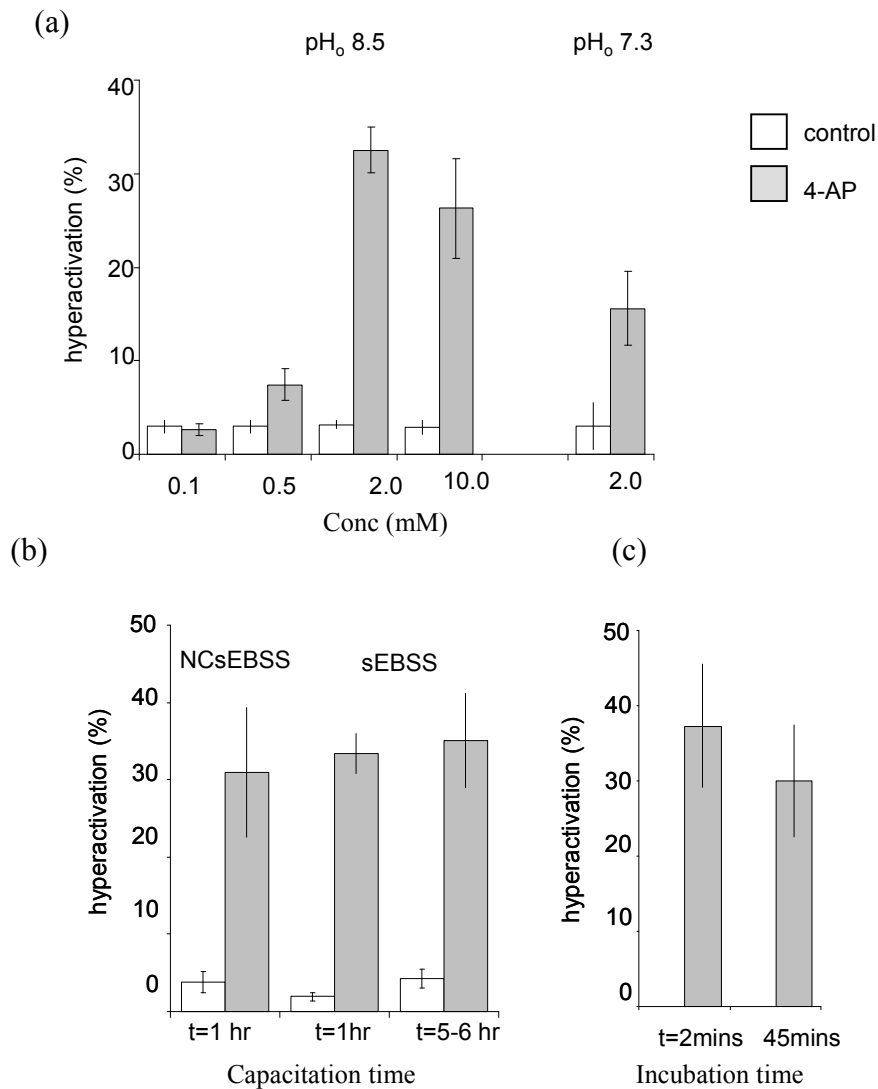 (a)
pHₒ 8.5
pHₒ 7.3
control
4-AP
hyperactivation (%)
40
30
20
10
0
0.1
0.5
2.0
10.0
2.0
Conc (mM)
(b)
hyperactivation (%)
50
40
30
20
10
0
NCsEBSS
sEBSS
t=1 hr
t=1hr
t=5-6 hr
Capacitation time
(c)
hyperactivation (%)
50
40
30
20
10
0
t=2mins
45mins
Incubation time